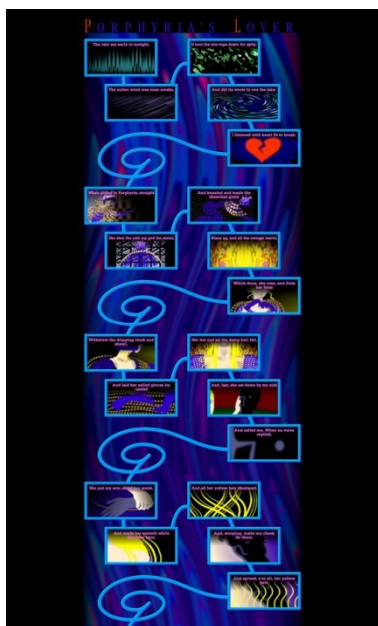 PORPHYRIA'S LOVER
The rain set early in tonight,
The sullen wind was soon awake,
It tore the elm-tops down for spite,
And did its worst to vex the lake:
I listened with heart fit to break.
When glided in Porphyria; straight
She shut the cold out and the storm,
And kneeled and made the
cheerless grate
Blaze up, and all the cottage warm;
Which done, she rose, and from
her form
Withdrew the dripping cloak and
shawl,
And laid her soiled gloves by,
untied
Her hat and let the damp hair fall,
And, last, she sat down by my side
And called me. When no voice
replied,
She put my arm about her waist,
And made her smooth white
shoulder bare,
And all her yellow hair displaced,
And, stooping, made my cheek
lie there,
And spread, o'er all, her yellow
hair,